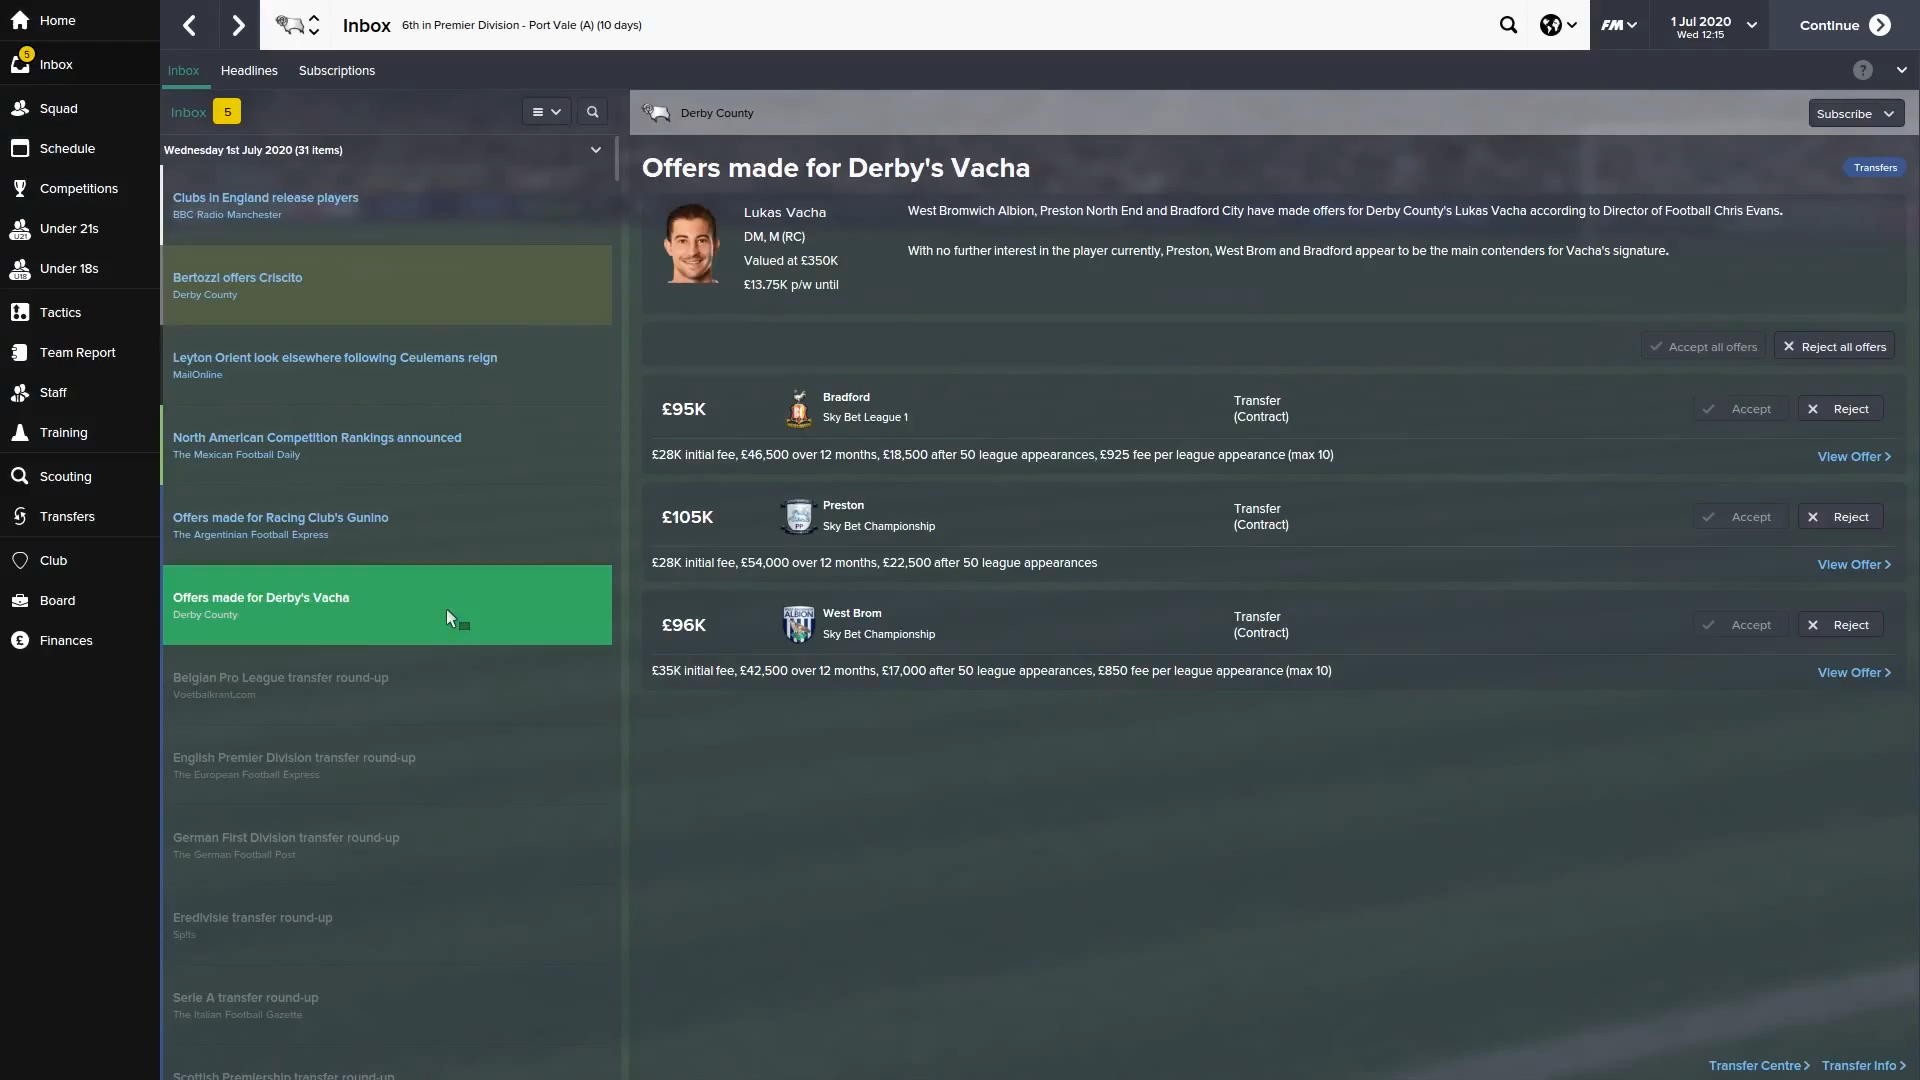 Home
Inbox 6th in Premier Division - Port Vale (A) (10 days)
FM
1 Jul 2020
Wed 12:15
Continue
5
Inbox
Squad
Schedule
Competitions
U21
Under 21s
U18
Under 18s
Tactics
Team Report
Staff
Training
Scouting
Transfers
Club
Board
£ Finances
Inbox Headlines Subscriptions
?
Inbox 5
Wednesday 1st July 2020 (31 items)
Clubs in England release players
BBC Radio Manchester
Bertozzi offers Criscito
Derby County
Leyton Orient look elsewhere following Ceulemans reign
MailOnline
North American Competition Rankings announced
The Mexican Football Daily
Offers made for Racing Club's Gunino
The Argentinian Football Express
Offers made for Derby's Vacha
Derby County
Belgian Pro League transfer round-up
Voetbalkrant.com
English Premier Division transfer round-up
The European Football Express
German First Division transfer round-up
The German Football Post
Eredivisie transfer round-up
Sp!ts
Serie A transfer round-up
The Italian Football Gazette
Scottish Premiership transfer round-up
Derby County
Subscribe
Offers made for Derby's Vacha
Transfers
Lukas Vacha
DM, M (RC)
Valued at £350K
£13.75K p/w until
West Bromwich Albion, Preston North End and Bradford City have made offers for Derby County's Lukas Vacha according to Director of Football Chris Evans.
With no further interest in the player currently, Preston, West Brom and Bradford appear to be the main contenders for Vacha's signature.
Accept all offers
Reject all offers
£95K
Bradford
Sky Bet League 1
Transfer
(Contract)
Accept
Reject
£28K initial fee, £46,500 over 12 months, £18,500 after 50 league appearances, £925 fee per league appearance (max 10)
View Offer >
£105K
PP
Preston
Sky Bet Championship
Transfer
(Contract)
Accept
Reject
£28K initial fee, £54,000 over 12 months, £22,500 after 50 league appearances
View Offer >
£96K
ALBION
West Brom
Sky Bet Championship
Transfer
(Contract)
Accept
Reject
£35K initial fee, £42,500 over 12 months, £17,000 after 50 league appearances, £850 fee per league appearance (max 10)
View Offer >
Transfer Centre > Transfer Info >